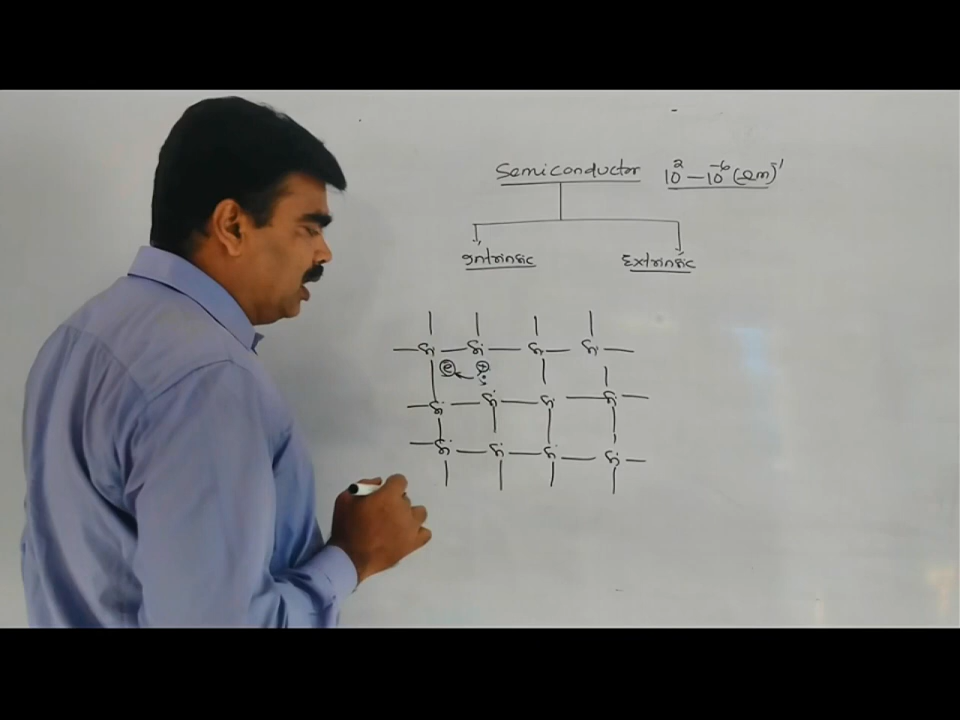 Semiconductor 10² – 10⁻⁶ (Ωm)⁻¹
Intrinsic Extrinsic
Si Si Si Si
e +
Si Si Si Si
Si Si Si Si